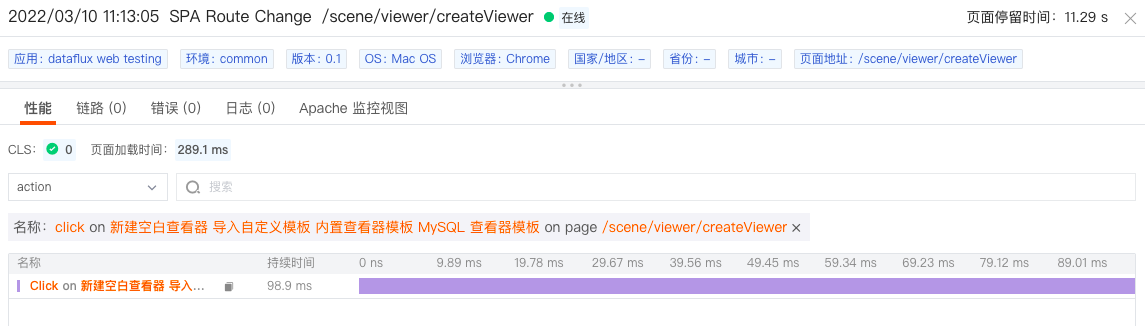 2022/03/10 11:13:05 SPA Route Change /scene/viewer/createViewer 在线 页面停留时间：11.29 s
应用：dataflux web testing 环境：common 版本：0.1 OS：Mac OS 浏览器：Chrome 国家/地区：– 省份：– 城市：– 页面地址：/scene/viewer/createViewer
性能 链路 (0) 错误 (0) 日志 (0) Apache 监控视图
CLS： 0 页面加载时间：289.1 ms
action 搜索
名称：click on 新建空白查看器 导入自定义模板 内置查看器模板 MySQL 查看器模板 on page /scene/viewer/createViewer
名称 持续时间 0 ns 9.89 ms 19.78 ms 29.67 ms 39.56 ms 49.45 ms 59.34 ms 69.23 ms 79.12 ms 89.01 ms
Click on 新建空白查看器 导入... 98.9 ms